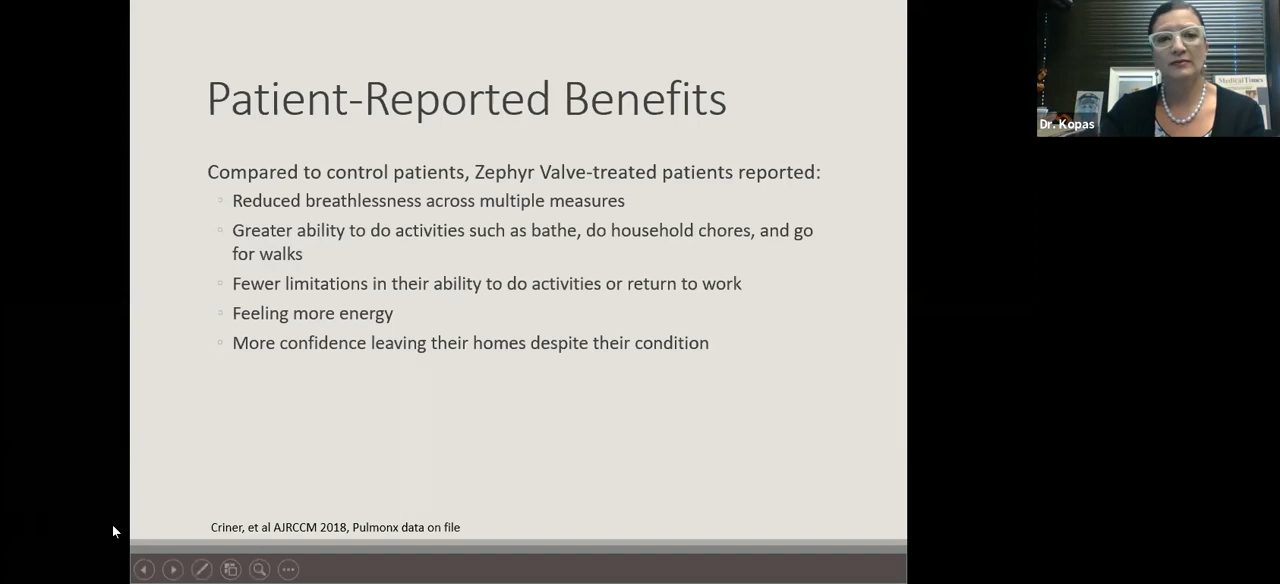 Patient-Reported Benefits
Compared to control patients, Zephyr Valve-treated patients reported:
Reduced breathlessness across multiple measures
Greater ability to do activities such as bathe, do household chores, and go
for walks
Fewer limitations in their ability to do activities or return to work
Feeling more energy
More confidence leaving their homes despite their condition
Criner, et al AJRCCM 2018, Pulmonx data on file
Medical Times
Dr. Kopas